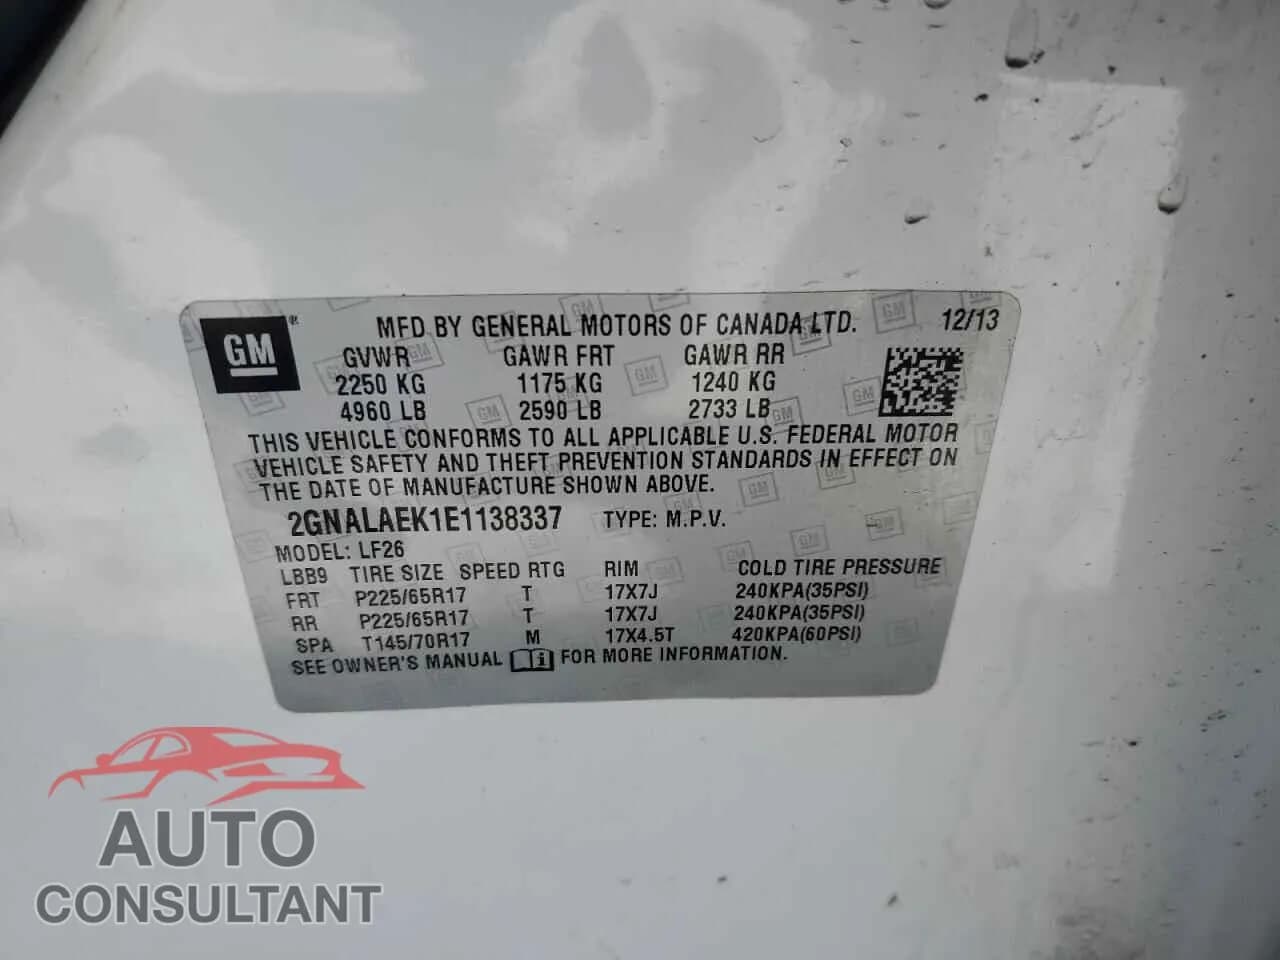 GM®
MFD BY GENERAL MOTORS OF CANADA LTD. 12/13
GVWR GAWR FRT GAWR RR
2250 KG 1175 KG 1240 KG
4960 LB 2590 LB 2733 LB
THIS VEHICLE CONFORMS TO ALL APPLICABLE U.S. FEDERAL MOTOR
VEHICLE SAFETY AND THEFT PREVENTION STANDARDS IN EFFECT ON
THE DATE OF MANUFACTURE SHOWN ABOVE.
2GNALAEK1E1138337 TYPE: M.P.V.
MODEL: LF26
LBB9 TIRE SIZE SPEED RTG RIM COLD TIRE PRESSURE
FRT P225/65R17 T 17X7J 240KPA(35PSI)
RR P225/65R17 T 17X7J 240KPA(35PSI)
SPA T145/70R17 M 17X4.5T 420KPA(60PSI)
SEE OWNER'S MANUAL i FOR MORE INFORMATION.
AUTO
CONSULTANT